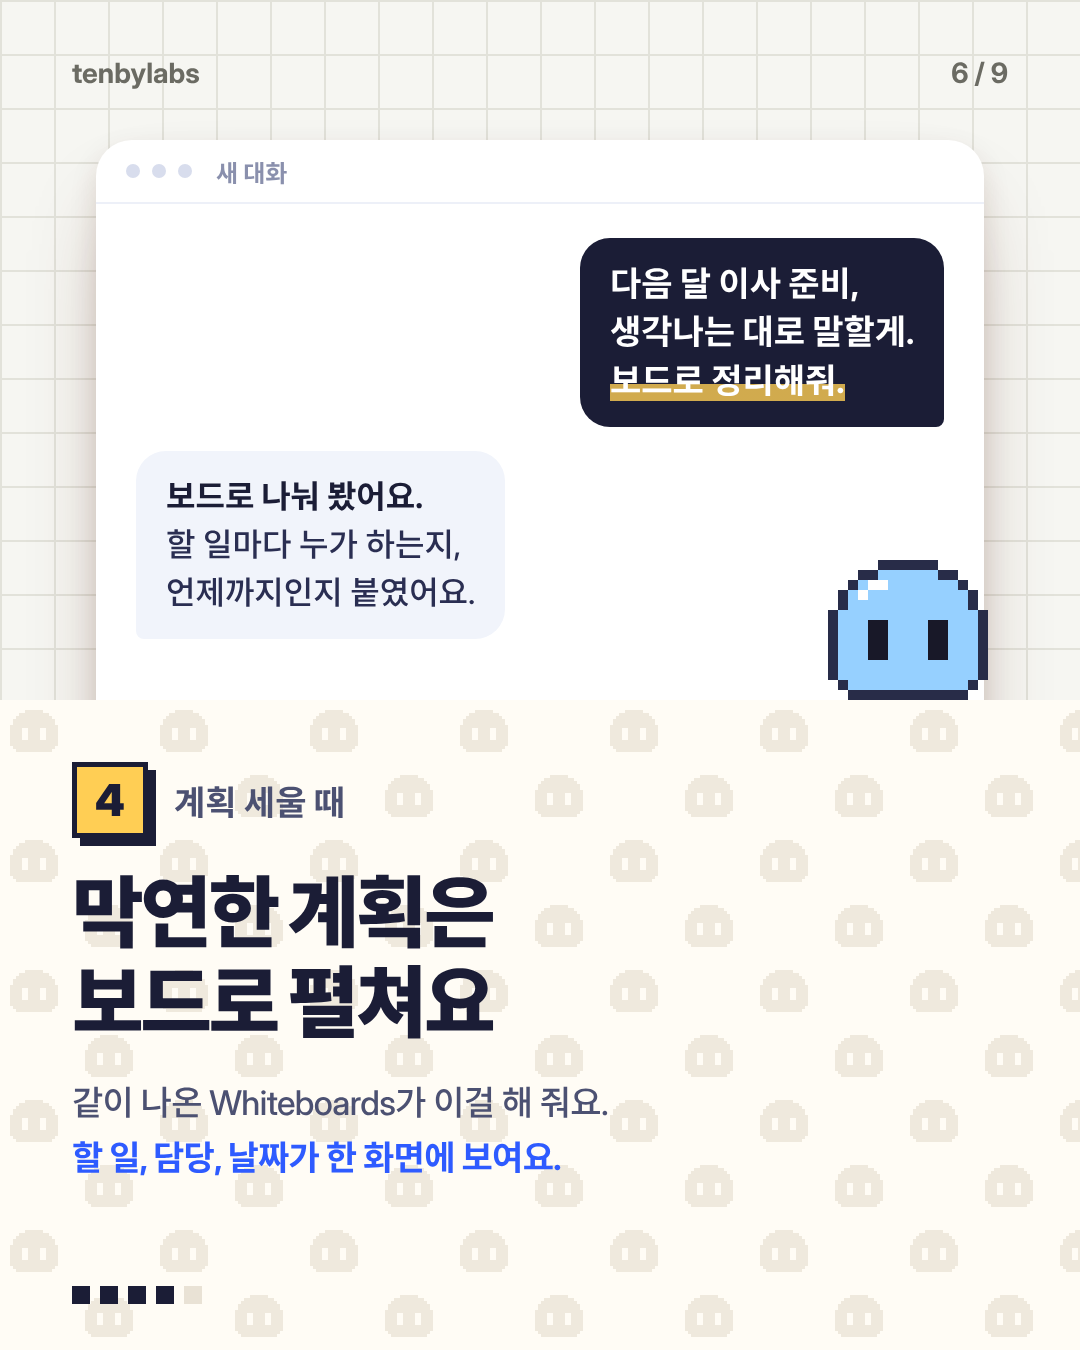 tenbylabs
6 / 9
새 대화
다음 달 이사 준비,
생각나는 대로 말할게.
보드로 정리해줘.
보드로 나눠 봤어요.
할 일마다 누가 하는지,
언제까지인지 붙였어요.
4
계획 세울 때
막연한 계획은
보드로 펼쳐요
같이 나온 Whiteboards가 이걸 해 줘요.
할 일, 담당, 날짜가 한 화면에 보여요.